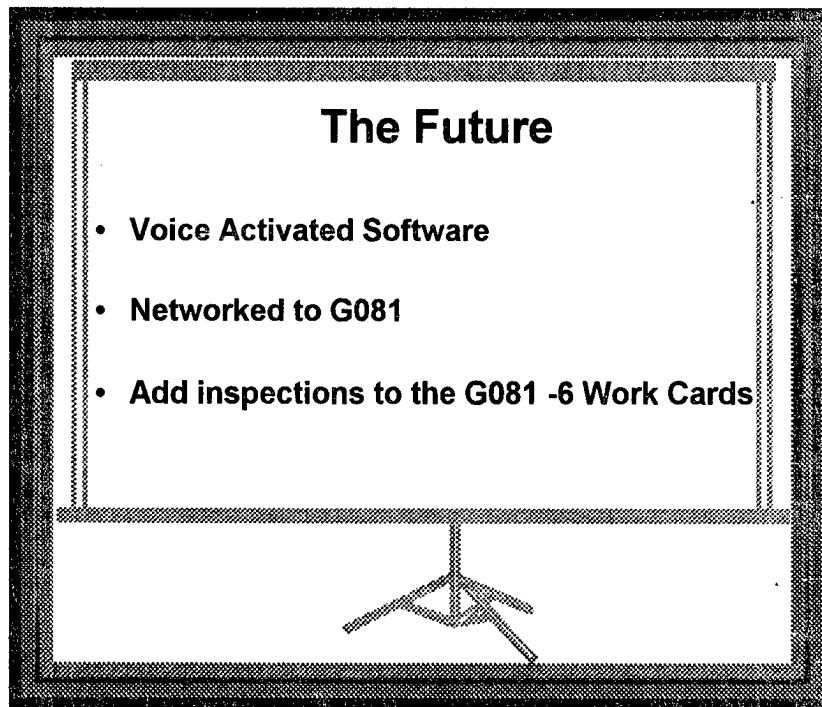 The Future
• Voice Activated Software
• Networked to G081
• Add inspections to the G081 -6 Work Cards